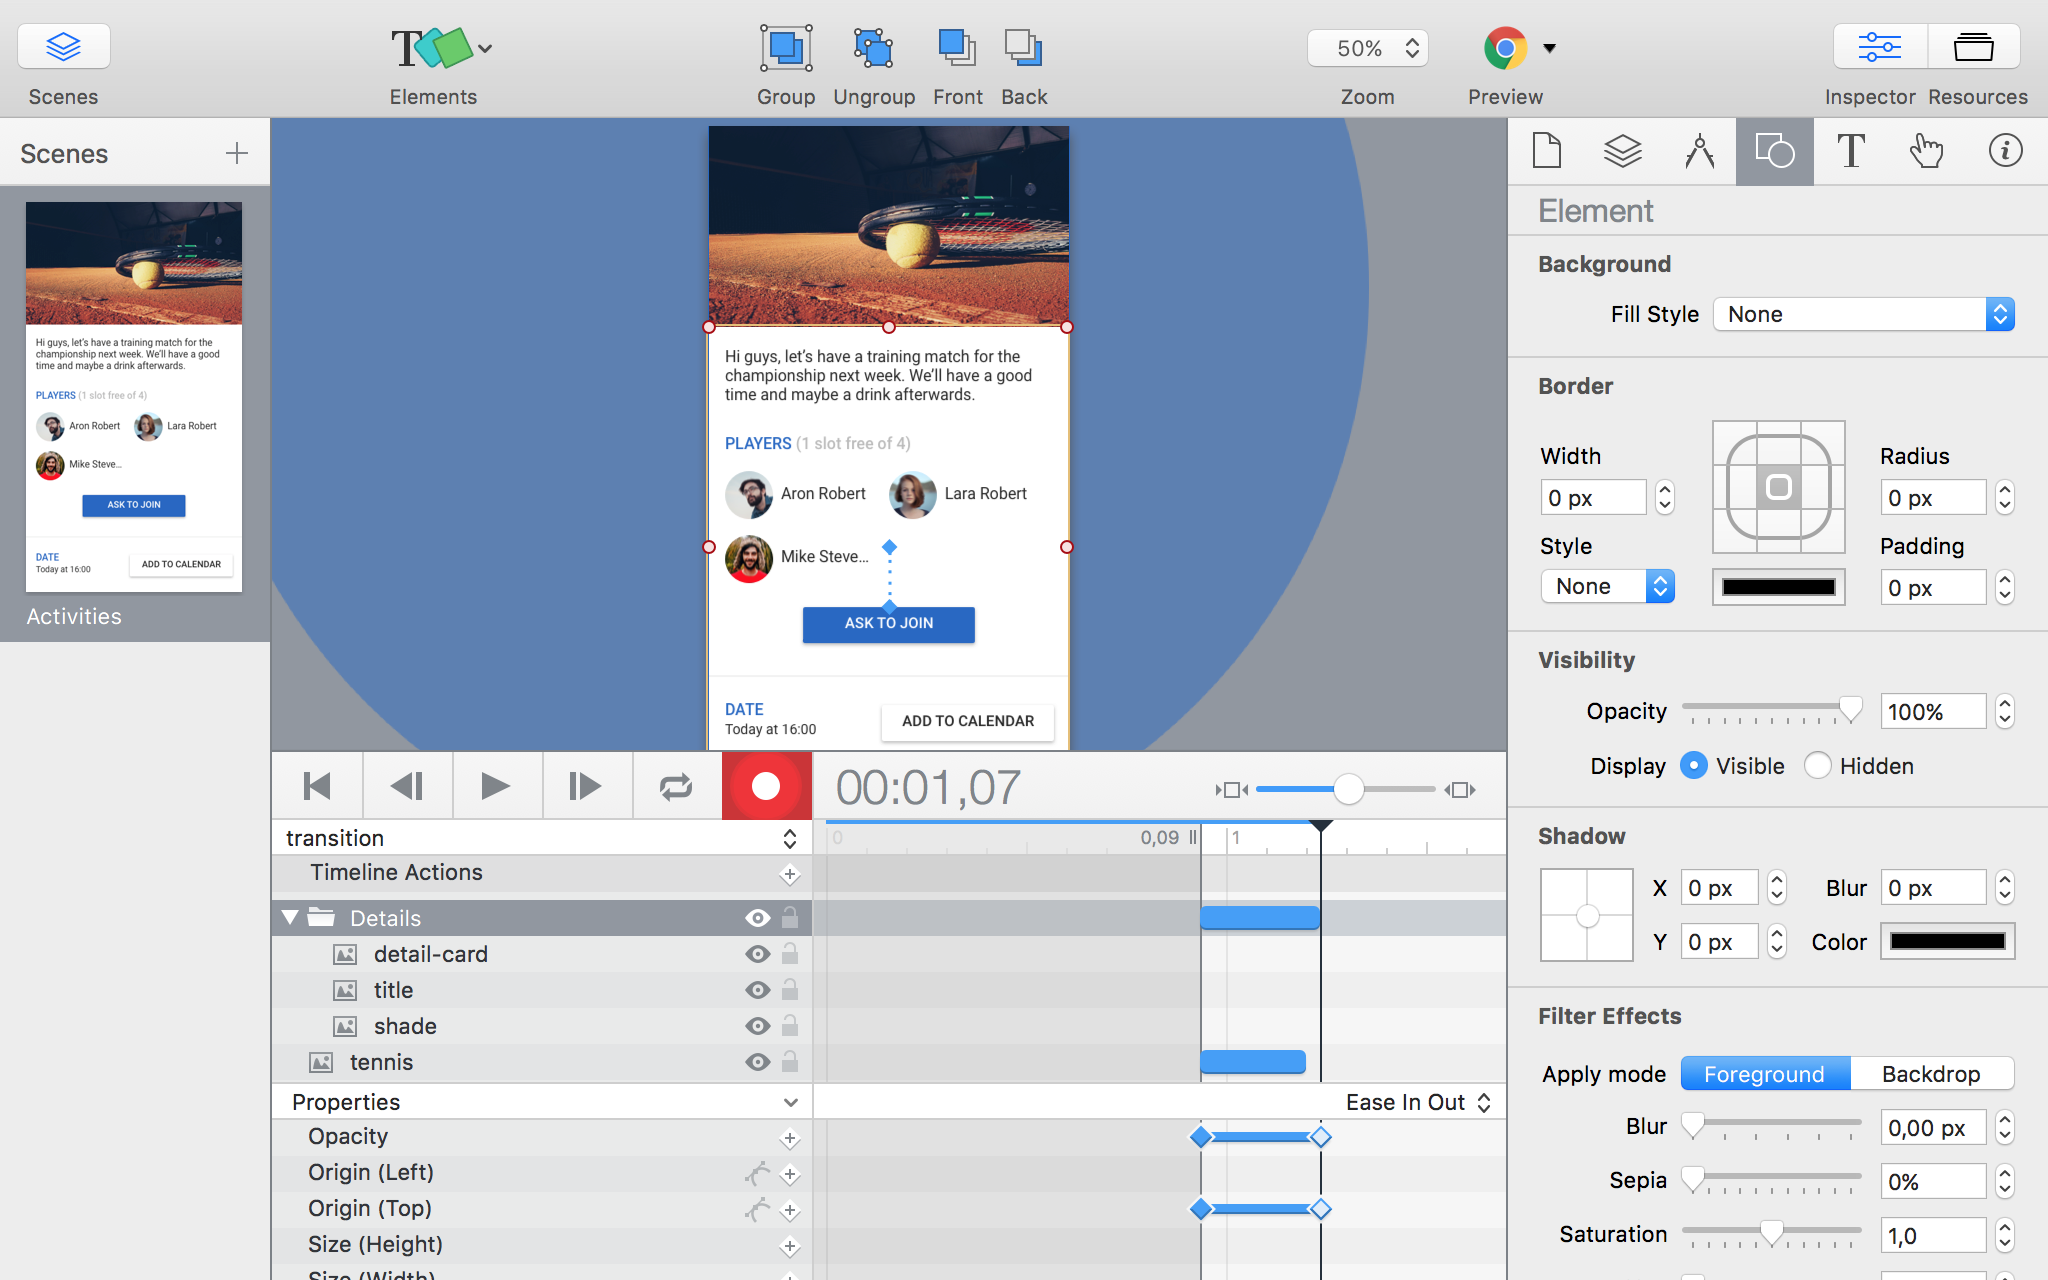 50%
Scenes
Elements
Group
Ungroup
Front
Back
Zoom
Preview
Inspector
Resources
Scenes
Hi guys, let's have a training match for the
championship next week. We'll have a good
time and maybe a drink afterwards.
PLAYERS (1 slot free of 4)
Aron Robert
Lara Robert
Mike Steve...
ASK TO JOIN
DATE
Today at 16:00
ADD TO CALENDAR
Activities
Hi guys, let's have a training match for the
championship next week. We'll have a good
time and maybe a drink afterwards.
PLAYERS (1 slot free of 4)
Aron Robert
Lara Robert
Mike Steve...
ASK TO JOIN
DATE
Today at 16:00
ADD TO CALENDAR
00:01,07
transition
0
0,09
1
Timeline Actions
Details
detail-card
title
shade
tennis
Properties
Ease In Out
Opacity
Origin (Left)
Origin (Top)
Size (Height)
Size (Width)
Element
Background
Fill Style
None
Border
Width
0 px
Radius
0 px
Style
None
Padding
0 px
Visibility
Opacity
100%
Display
Visible
Hidden
Shadow
X
0 px
Blur
0 px
Y
0 px
Color
Filter Effects
Apply mode
Foreground
Backdrop
Blur
0,00 px
Sepia
0%
Saturation
1,0